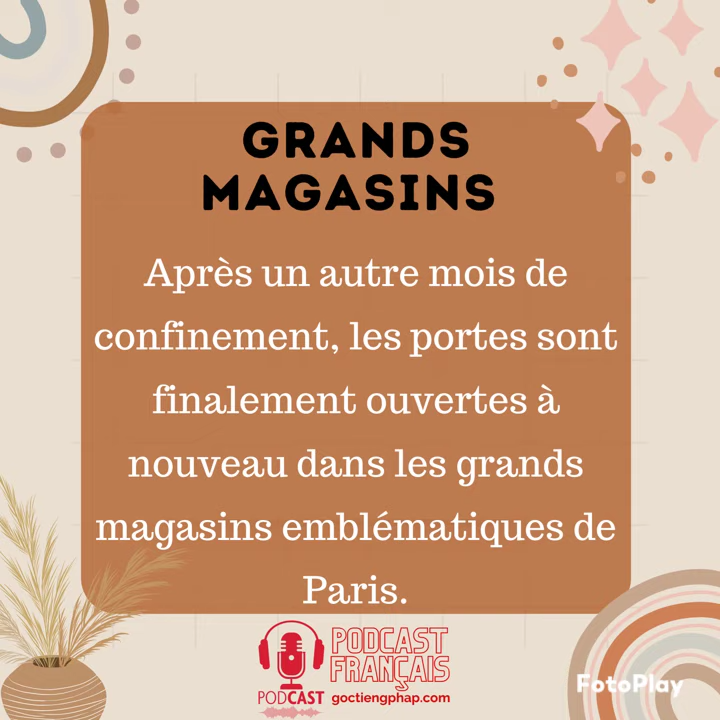 GRANDS
MAGASINS
Après un autre mois de
confinement, les portes sont
finalement ouvertes à
nouveau dans les grands
magasins emblématiques de
Paris.
PODCAST
FRANÇAIS
PODCAST goctiengphap.com
FotoPlay